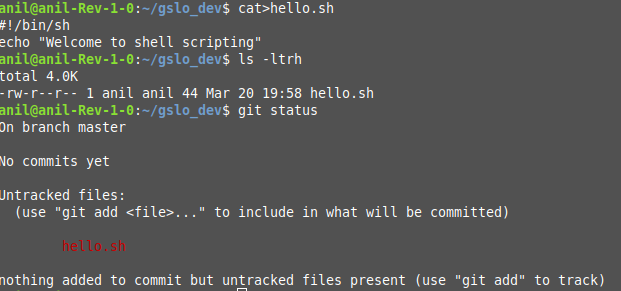 anil@anil-Rev-1-0:~/gslo_dev$ cat>hello.sh
#!/bin/sh
echo "Welcome to shell scripting"
anil@anil-Rev-1-0:~/gslo_dev$ ls -ltrh
total 4.0K
-rw-r--r-- 1 anil anil 44 Mar 20 19:58 hello.sh
anil@anil-Rev-1-0:~/gslo_dev$ git status
On branch master
No commits yet
Untracked files:
(use "git add <file>..." to include in what will be committed)
hello.sh
nothing added to commit but untracked files present (use "git add" to track)